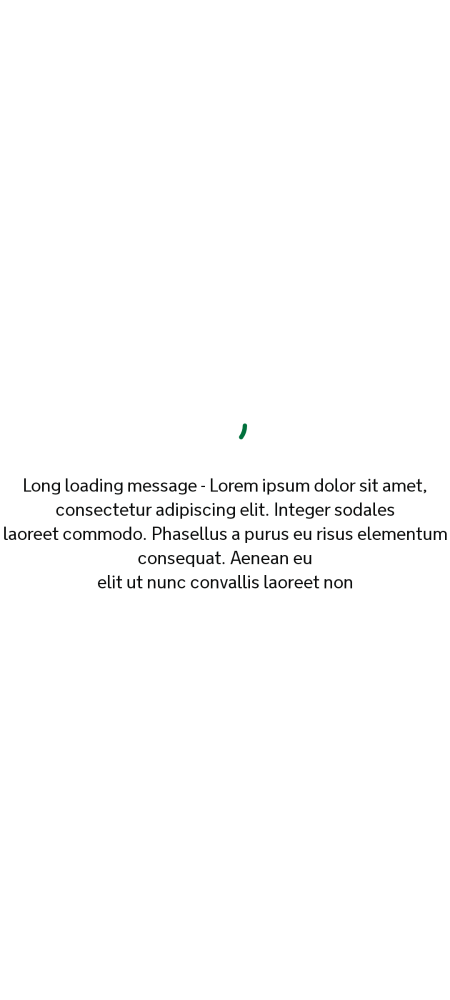 Long loading message - Lorem ipsum dolor sit amet,
consectetur adipiscing elit. Integer sodales
laoreet commodo. Phasellus a purus eu risus elementum
consequat. Aenean eu
elit ut nunc convallis laoreet non